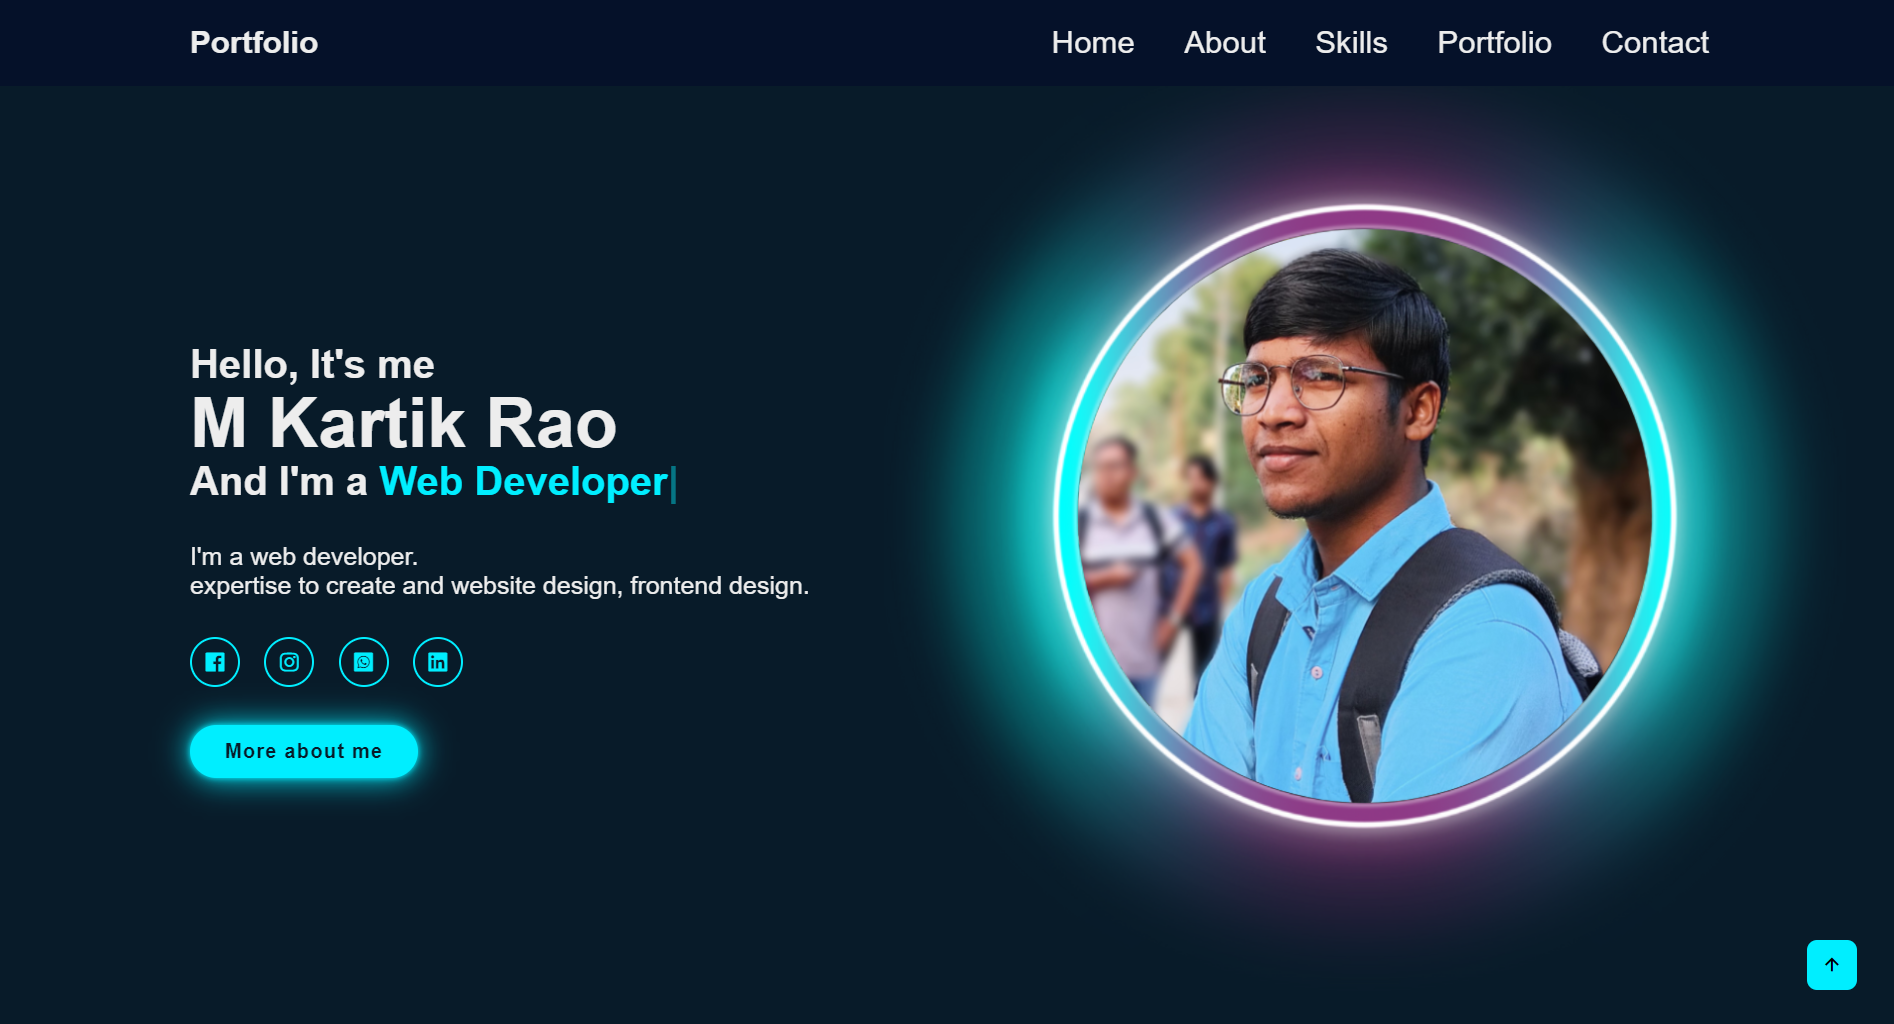 Portfolio
Home About Skills Portfolio Contact
Hello, It's me
M Kartik Rao
And I'm a Web Developer|
I'm a web developer.
expertise to create and website design, frontend design.
More about me